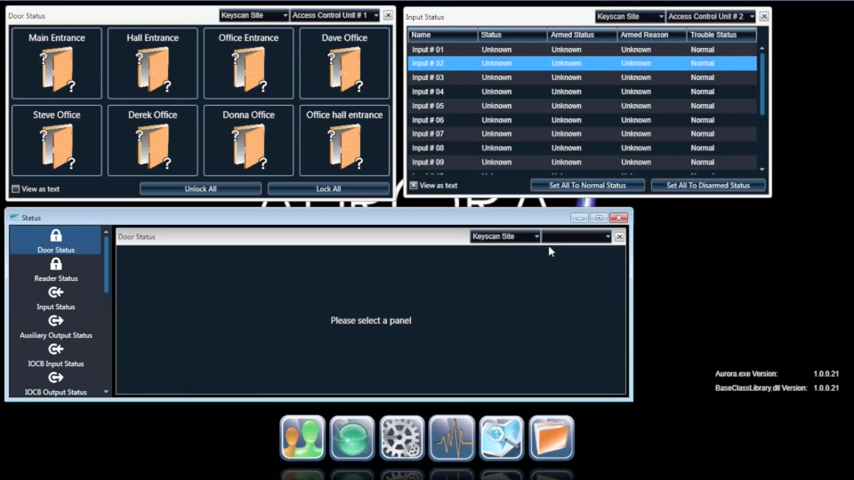 Door Status
Keyscan Site
Access Control Unit # 1
Main Entrance
Hall Entrance
Office Entrance
Dave Office
? ?
? ?
? ?
? ?
Steve Office
Derek Office
Donna Office
Office hall entrance
? ?
? ?
? ?
? ?
View as text
Unlock All
Lock All
Input Status
Keyscan Site
Access Control Unit # 2
Name Status Armed Status Armed Reason Trouble Status
Input # 01 Unknown Unknown Unknown Normal
Input # 02 Unknown Unknown Unknown Normal
Input # 03 Unknown Unknown Unknown Normal
Input # 04 Unknown Unknown Unknown Normal
Input # 05 Unknown Unknown Unknown Normal
Input # 06 Unknown Unknown Unknown Normal
Input # 07 Unknown Unknown Unknown Normal
Input # 08 Unknown Unknown Unknown Normal
Input # 09 Unknown Unknown Unknown Normal
View as text
Set All To Normal Status
Set All To Disarmed Status
Status
Door Status
Reader Status
Input Status
Auxiliary Output Status
IOCB Input Status
IOCB Output Status
Door Status
Keyscan Site
Please select a panel
Aurora.exe Version: 1.0.0.21
BaseClassLibrary.dll Version: 1.0.0.21